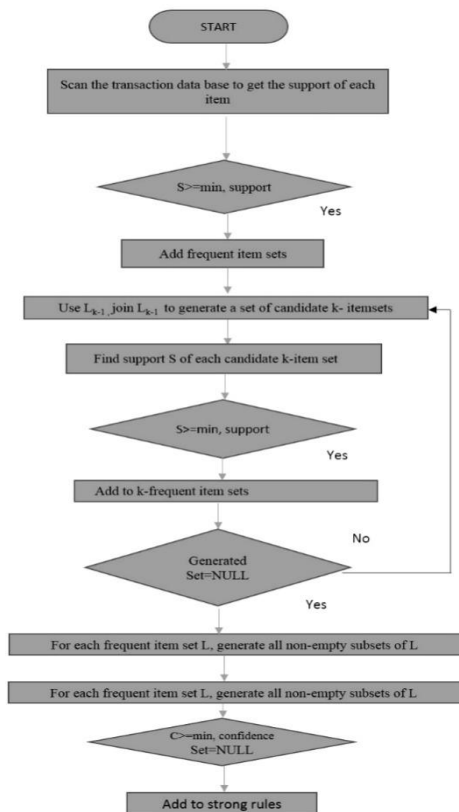 START
Scan the transaction data base to get the support of each
item
S>=min, support
Yes
Add frequent item sets
Use Lk-1, join Lk-1 to generate a set of candidate k- itemsets
Find support S of each candidate k-item set
S>=min, support
Yes
Add to k-frequent item sets
No
Generated
Set=NULL
Yes
For each frequent item set L, generate all non-empty subsets of L
For each frequent item set L, generate all non-empty subsets of L
C>=min, confidence
Set=NULL
Add to strong rules